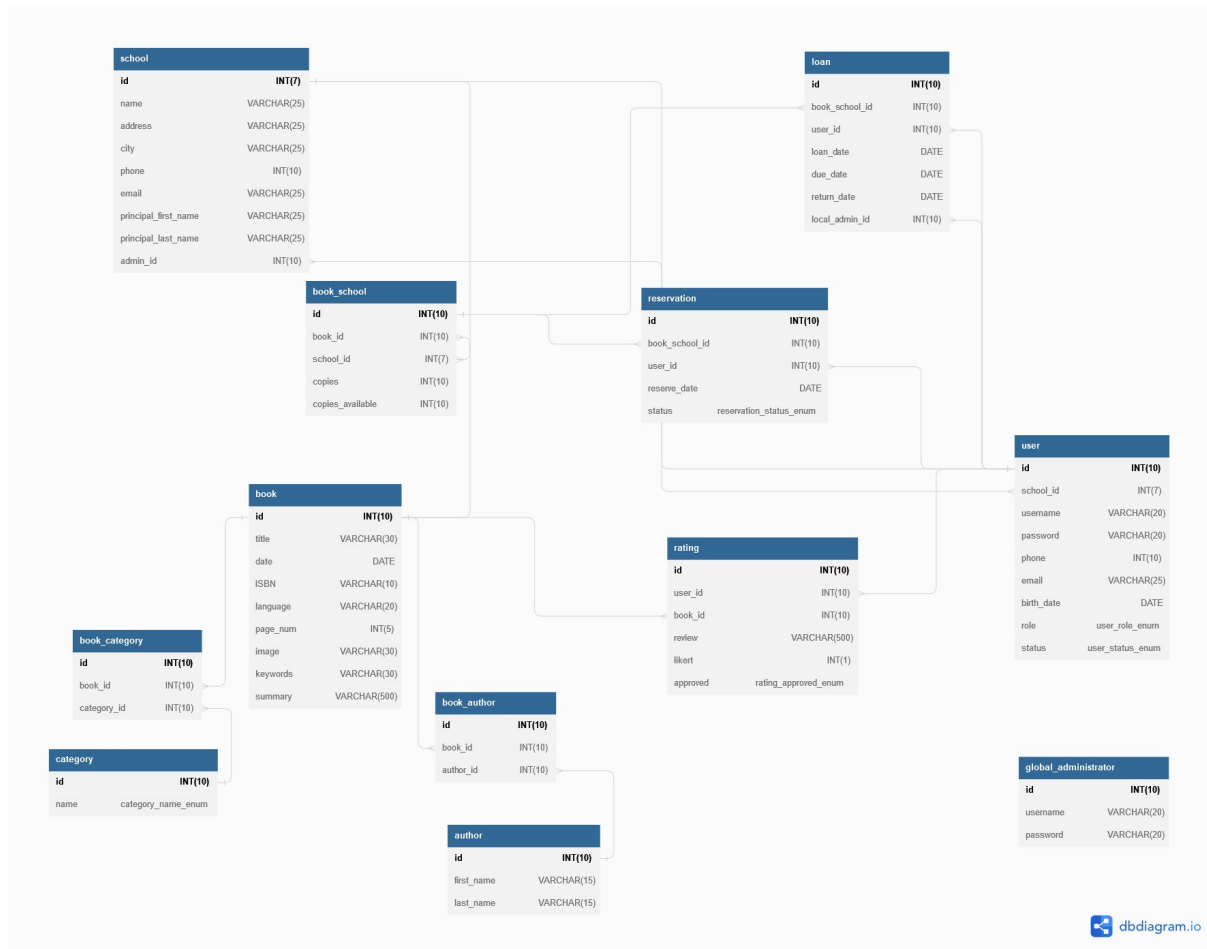 school
id INT(7)
name VARCHAR(25)
address VARCHAR(25)
city VARCHAR(25)
phone INT(10)
email VARCHAR(25)
principal_first_name VARCHAR(25)
principal_last_name VARCHAR(25)
admin_id INT(10)
loan
id INT(10)
book_school_id INT(10)
user_id INT(10)
loan_date DATE
due_date DATE
return_date DATE
local_admin_id INT(10)
book_school
id INT(10)
book_id INT(10)
school_id INT(7)
copies INT(10)
copies_available INT(10)
reservation
id INT(10)
book_school_id INT(10)
user_id INT(10)
reserve_date DATE
status reservation_status_enum
user
id INT(10)
school_id INT(7)
username VARCHAR(20)
password VARCHAR(20)
phone INT(10)
email VARCHAR(25)
birth_date DATE
role user_role_enum
status user_status_enum
book
id INT(10)
title VARCHAR(30)
date DATE
ISBN VARCHAR(10)
language VARCHAR(20)
page_num INT(5)
image VARCHAR(30)
keywords VARCHAR(30)
summary VARCHAR(500)
rating
id INT(10)
user_id INT(10)
book_id INT(10)
review VARCHAR(500)
likert INT(1)
approved rating_approved_enum
book_category
id INT(10)
book_id INT(10)
category_id INT(10)
book_author
id INT(10)
book_id INT(10)
author_id INT(10)
category
id INT(10)
name category_name_enum
global_administrator
id INT(10)
username VARCHAR(20)
password VARCHAR(20)
author
id INT(10)
first_name VARCHAR(15)
last_name VARCHAR(15)
dbdiagram.io